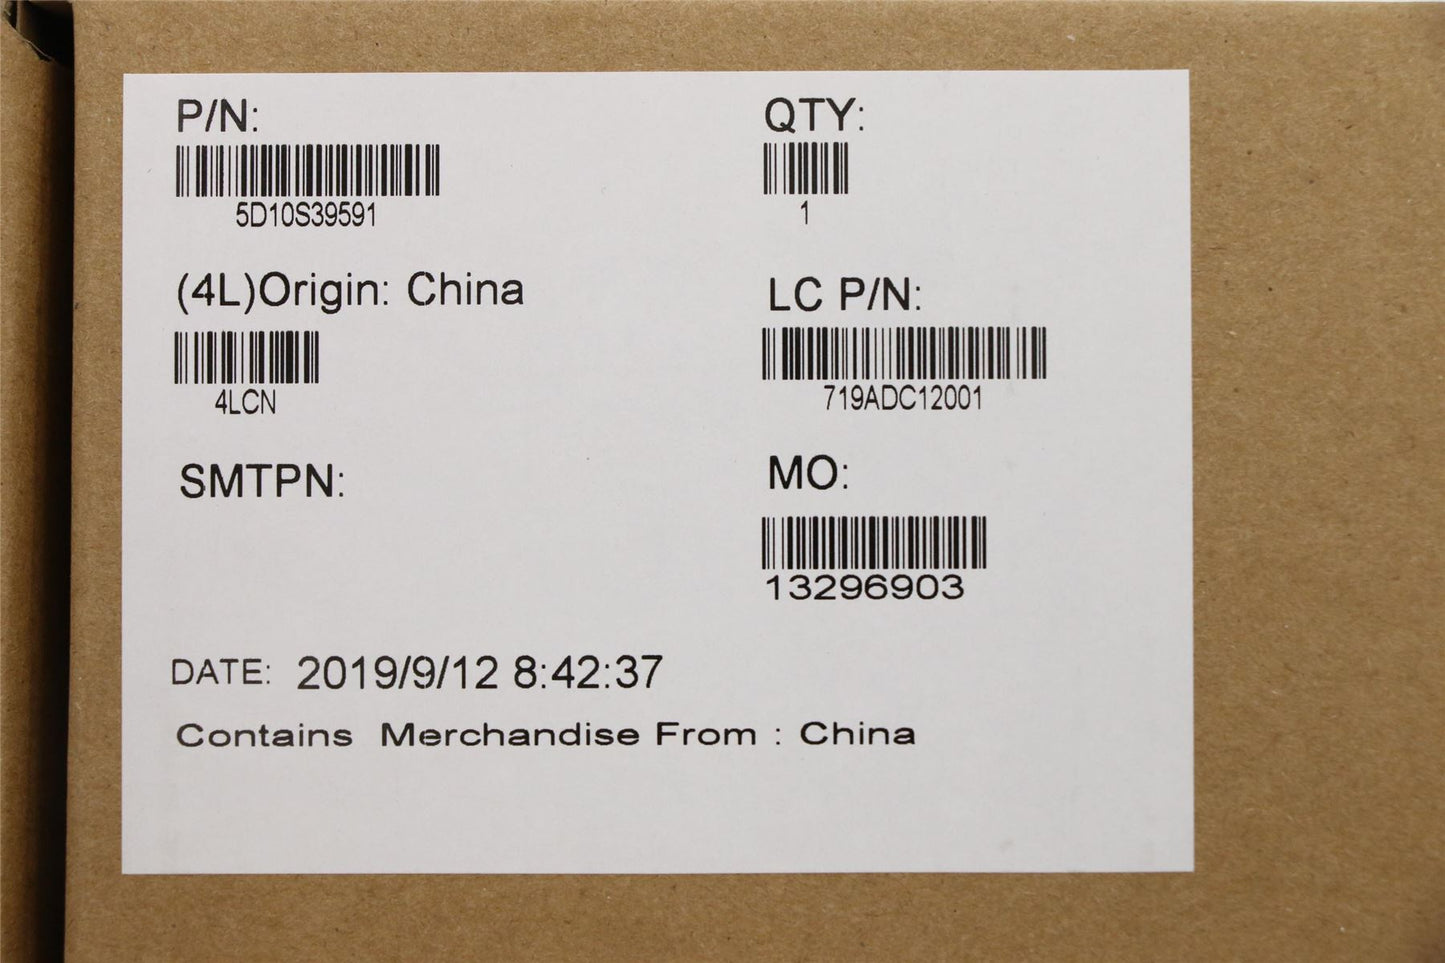 P/N:
5D10S39591
QTY:
1
(4L)Origin: China
4LCN
LC P/N:
719ADC12001
SMTPN:
MO:
13296903
DATE: 2019/9/12 8:42:37
Contains Merchandise From : China